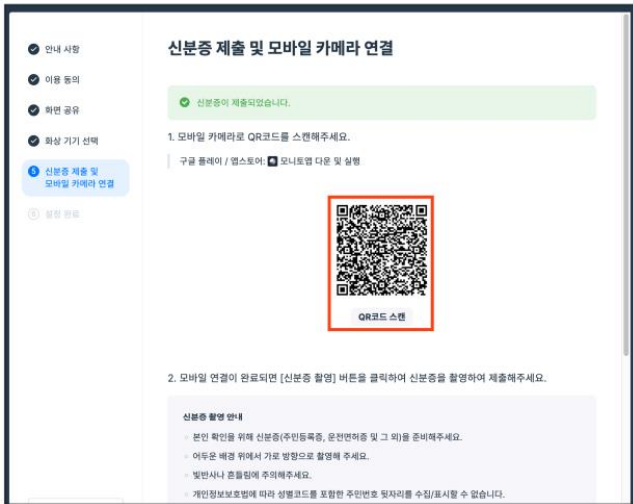 안내 사항
이용 동의
화면 공유
화상 기기 선택
5 신분증 제출 및
모바일 카메라 연결
6 설정 완료
신분증 제출 및 모바일 카메라 연결
신분증이 제출되었습니다.
1. 모바일 카메라로 QR코드를 스캔해주세요.
구글 플레이 / 앱스토어: 모니토앱 다운 및 실행
QR코드 스캔
2. 모바일 연결이 완료되면 [신분증 촬영] 버튼을 클릭하여 신분증을 촬영하여 제출해주세요.
신분증 촬영 안내
본인 확인을 위해 신분증(주민등록증, 운전면허증 및 그 외)을 준비해주세요.
어두운 배경 위에서 가로 방향으로 촬영해 주세요.
빛반사나 흔들림에 주의해주세요.
개인정보보호법에 따라 성별코드를 포함한 주민번호 뒷자리를 수집/표시할 수 없습니다.